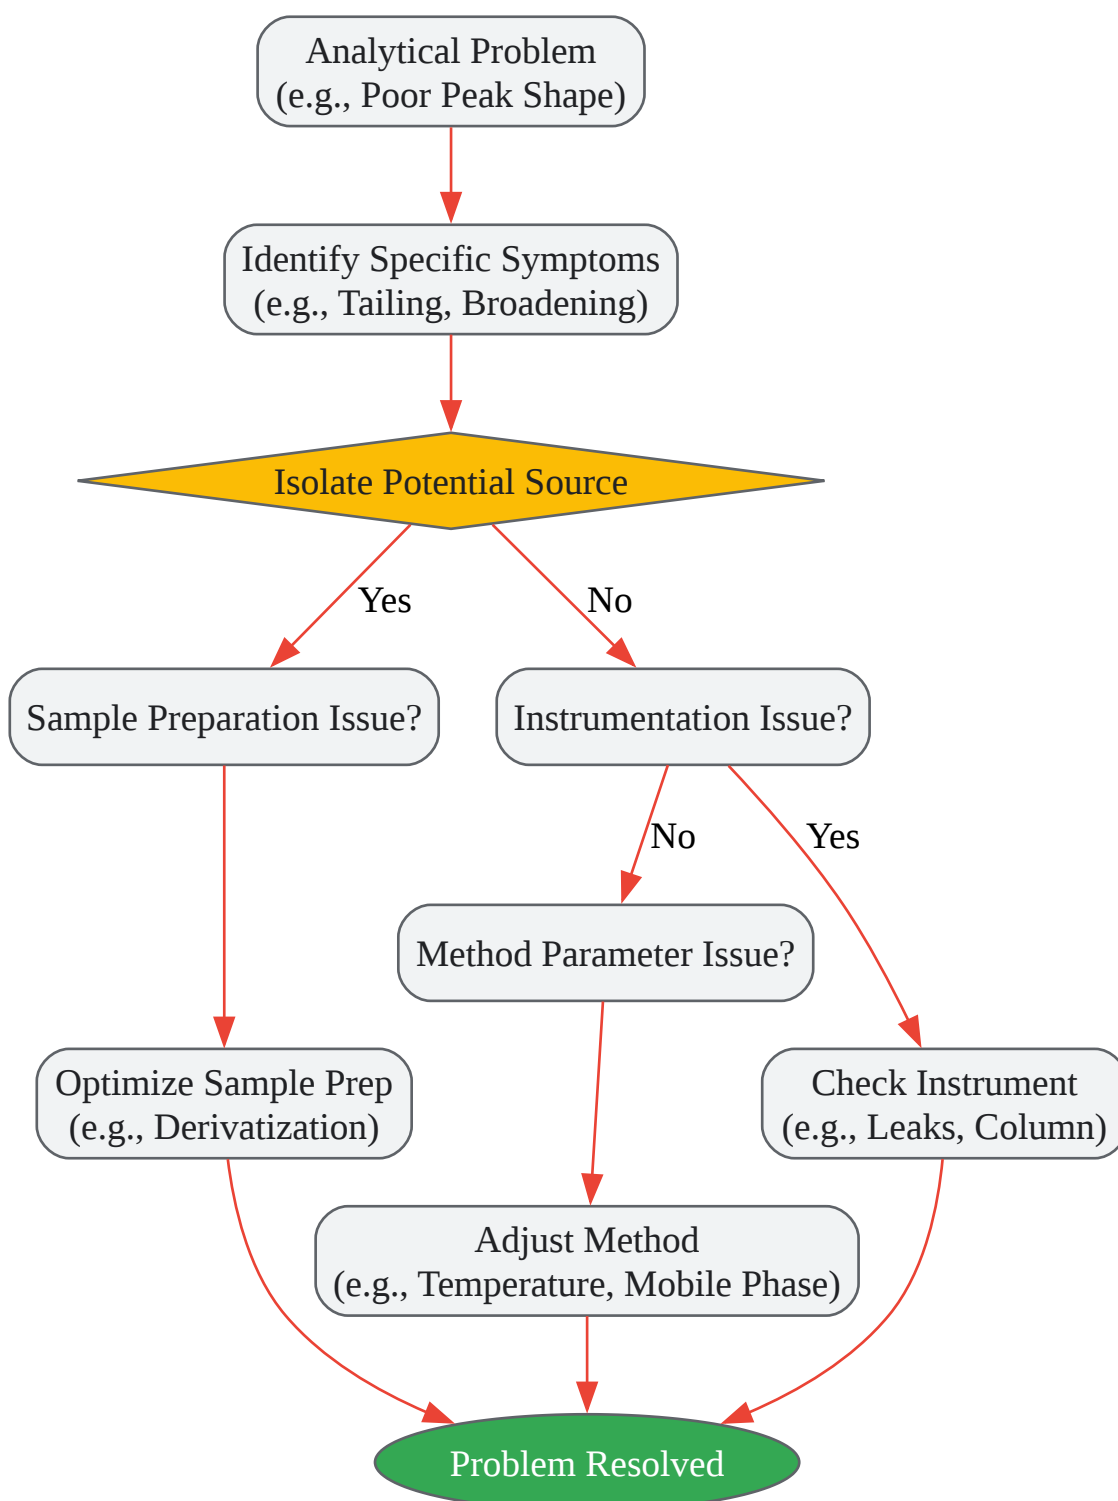 Analytical Problem
(e.g., Poor Peak Shape)
Identify Specific Symptoms
(e.g., Tailing, Broadening)
Isolate Potential Source
Yes
No
Sample Preparation Issue?
Instrumentation Issue?
No
Yes
Method Parameter Issue?
Optimize Sample Prep
(e.g., Derivatization)
Check Instrument
(e.g., Leaks, Column)
Adjust Method
(e.g., Temperature, Mobile Phase)
Problem Resolved